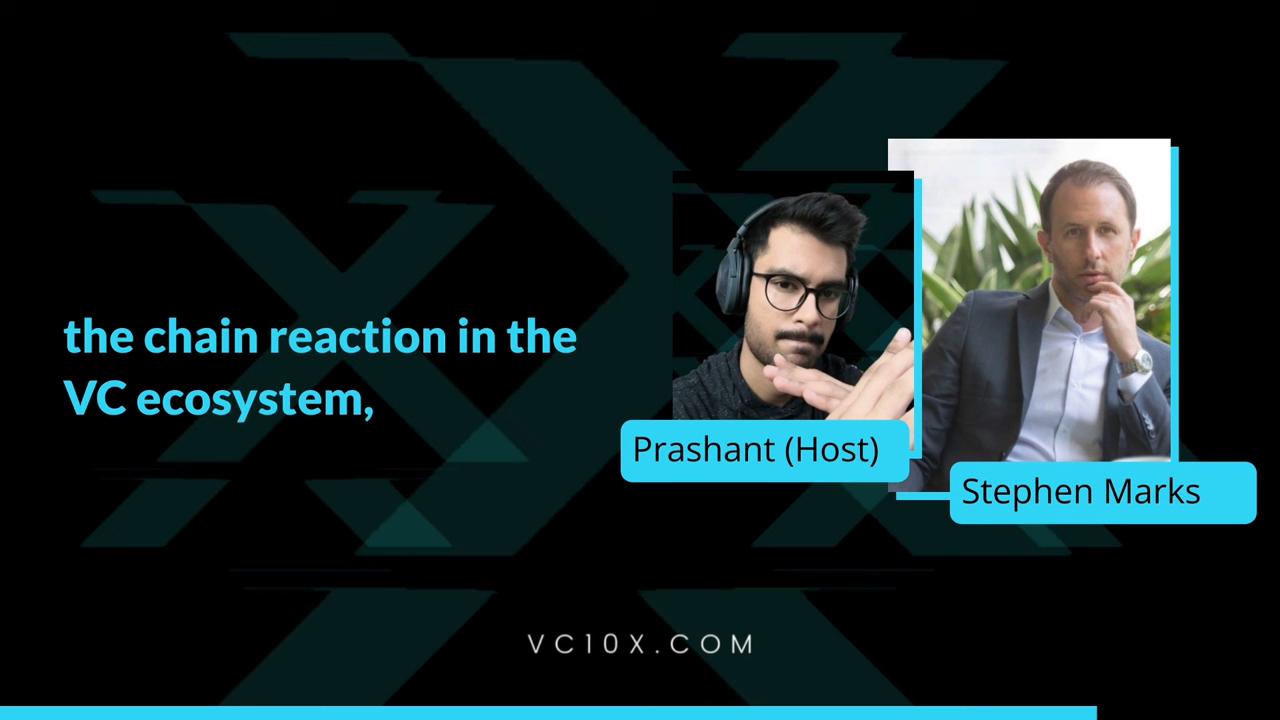 the chain reaction in the
VC ecosystem,
Prashant (Host)
Stephen Marks
VC10X.COM